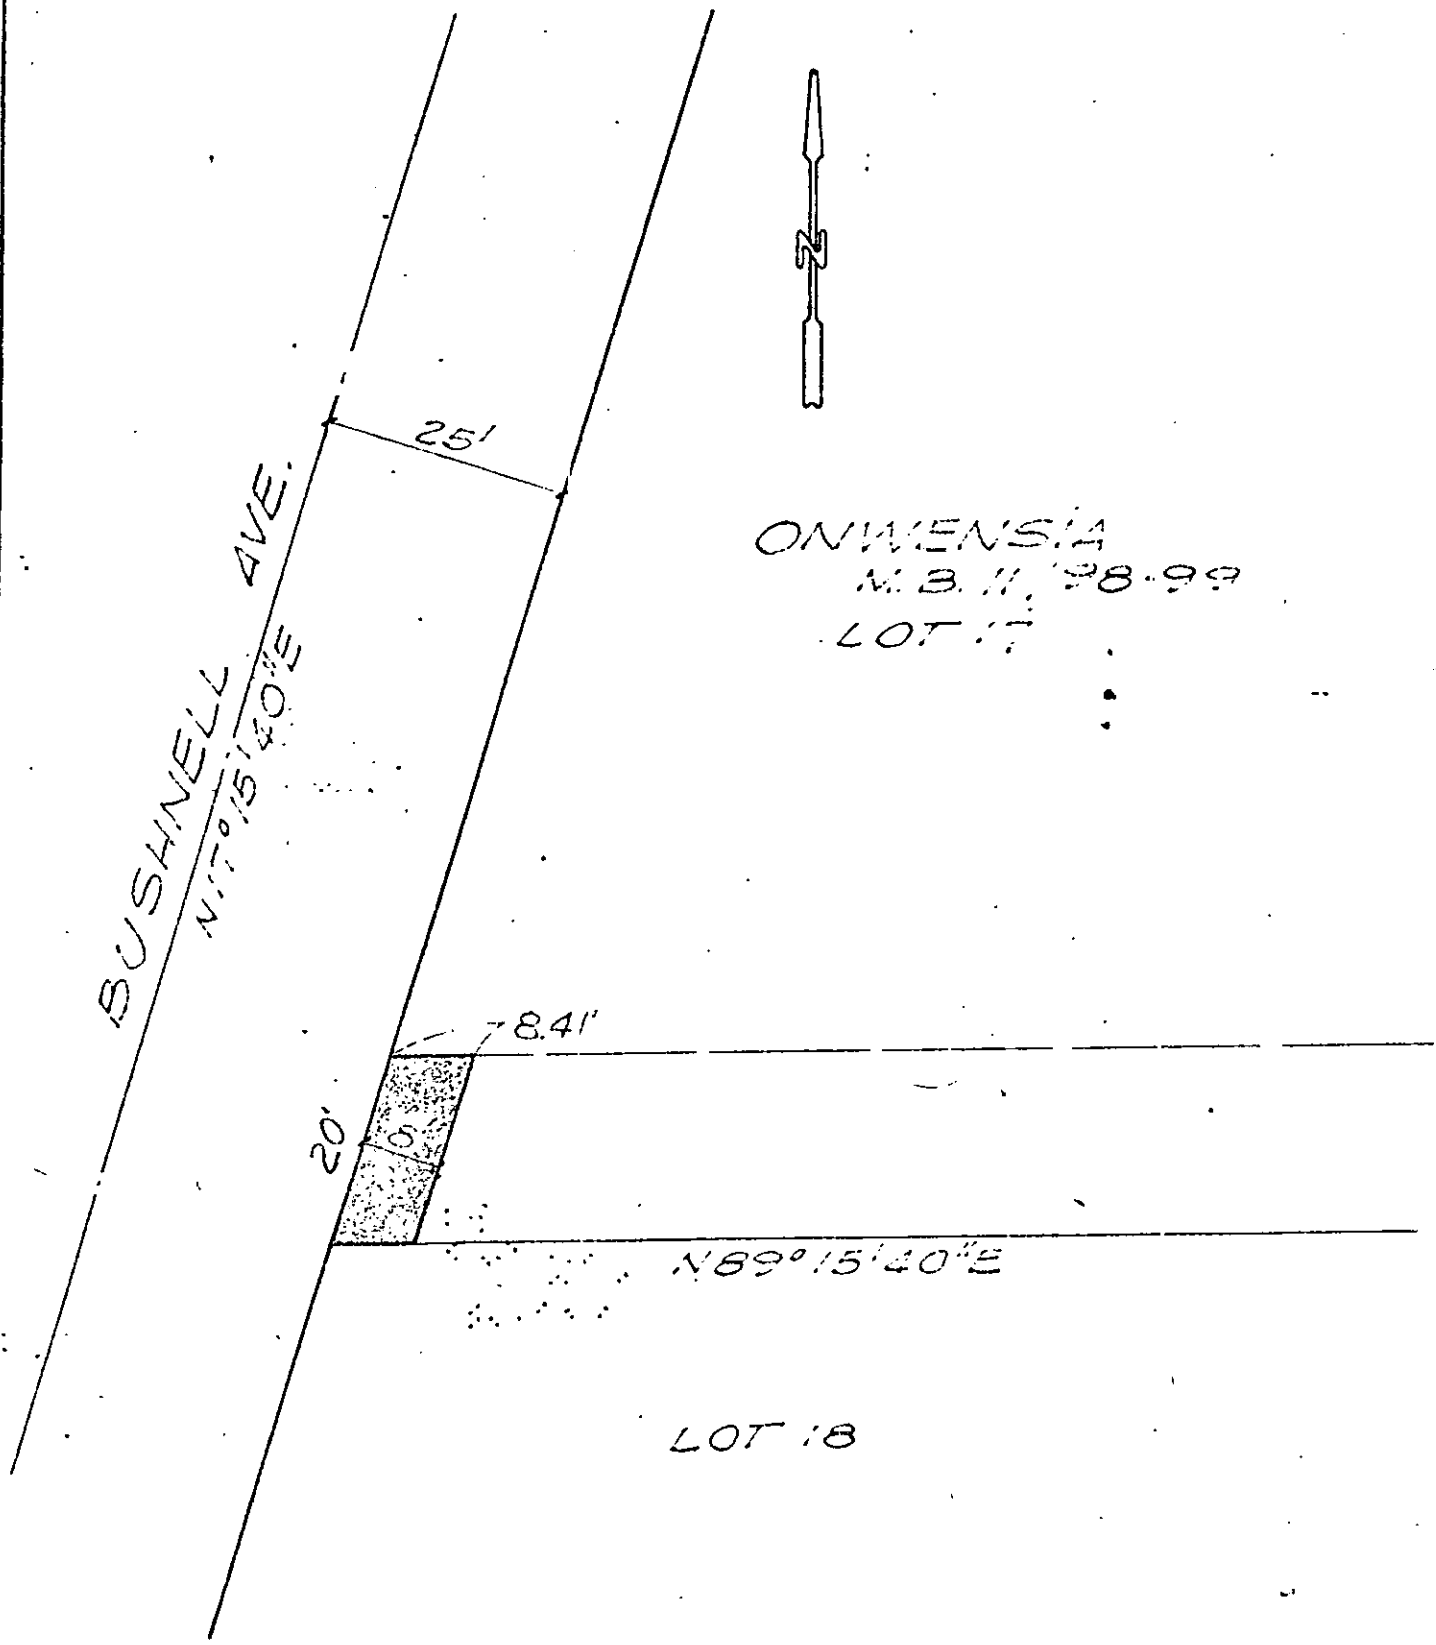 N
25'
BUSHNELL AVE.
N17°15'40"E
ONWENSIA
M.B. 11, 98-99
LOT 17
8.41'
20'
N89°15'40"E
LOT 18